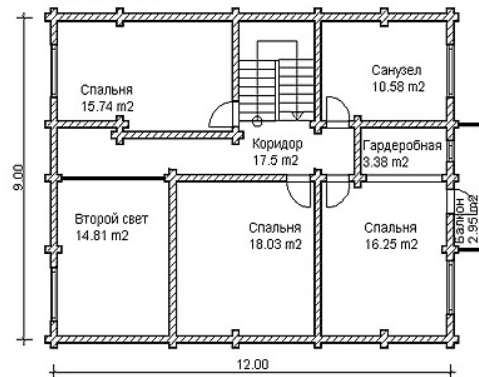 Спальня
15.74 m2
Санузел
10.58 m2
Коридор
17.5 m2
Гардеробная
3.38 m2
9.00
Второй свет
14.81 m2
Спальня
18.03 m2
Спальня
16.25 m2
Балкон
2.95 m2
12.00